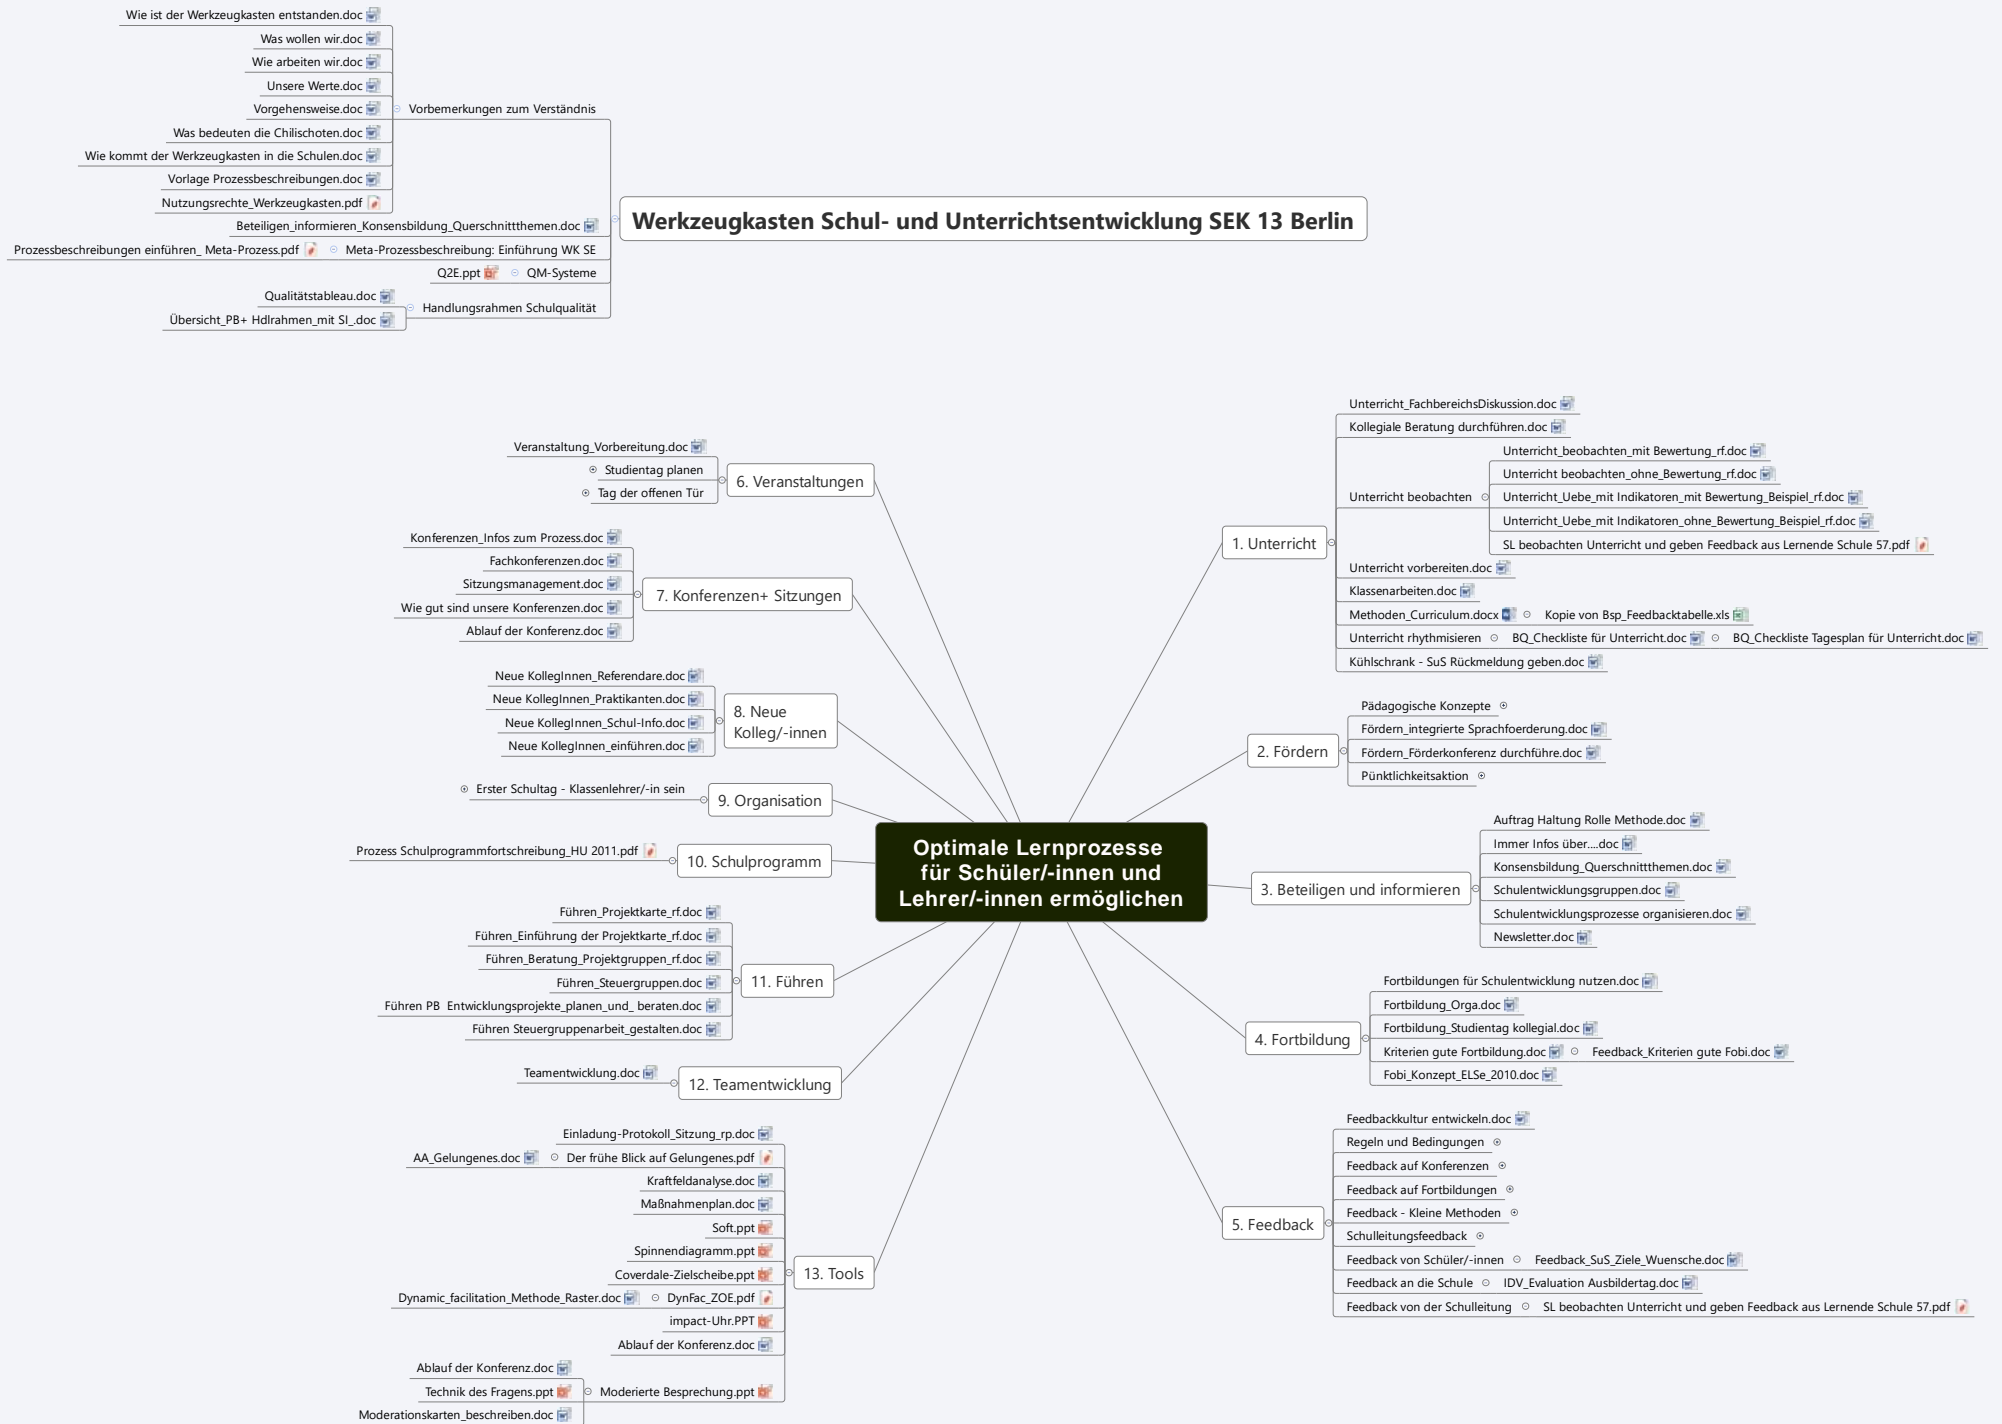 Wie ist der Werkzeugkasten entstanden.doc
Was wollen wir.doc
Wie arbeiten wir.doc
Unsere Werte.doc
Vorgehensweise.doc
Vorbemerkungen zum Verständnis
Was bedeuten die Chilischoten.doc
Wie kommt der Werkzeugkasten in die Schulen.doc
Vorlage Prozessbeschreibungen.doc
Nutzungsrechte_Werkzeugkasten.pdf
Beteiligen_informieren_Konsensbildung_Querschnittthemen.doc
Prozessbeschreibungen einführen_ Meta-Prozess.pdf
Meta-Prozessbeschreibung: Einführung WK SE
Q2E.ppt
QM-Systeme
Qualitätstableau.doc
Handlungsrahmen Schulqualität
Übersicht_PB+ Hdlrahmen_mit SI_.doc
Werkzeugkasten Schul- und Unterrichtsentwicklung SEK 13 Berlin
Optimale Lernprozesse
für Schüler/-innen und
Lehrer/-innen ermöglichen
1. Unterricht
Unterricht_FachbereichsDiskussion.doc
Kollegiale Beratung durchführen.doc
Unterricht beobachten
Unterricht_beobachten_mit Bewertung_rf.doc
Unterricht beobachten_ohne_Bewertung_rf.doc
Unterricht_Uebe_mit Indikatoren_mit Bewertung_Beispiel_rf.doc
Unterricht_Uebe_mit Indikatoren_ohne_Bewertung_Beispiel_rf.doc
SL beobachten Unterricht und geben Feedback aus Lernende Schule 57.pdf
Unterricht vorbereiten.doc
Klassenarbeiten.doc
Methoden_Curriculum.docx
Kopie von Bsp_Feedbacktabelle.xls
Unterricht rhythmisieren
BQ_Checkliste für Unterricht.doc
BQ_Checkliste Tagesplan für Unterricht.doc
Kühlschrank - SuS Rückmeldung geben.doc
2. Fördern
Pädagogische Konzepte
Fördern_integrierte Sprachfoerderung.doc
Fördern_Förderkonferenz durchführe.doc
Pünktlichkeitsaktion
3. Beteiligen und informieren
Auftrag Haltung Rolle Methode.doc
Immer Infos über....doc
Konsensbildung_Querschnittthemen.doc
Schulentwicklungsgruppen.doc
Schulentwicklungsprozesse organisieren.doc
Newsletter.doc
4. Fortbildung
Fortbildungen für Schulentwicklung nutzen.doc
Fortbildung_Orga.doc
Fortbildung_Studientag kollegial.doc
Kriterien gute Fortbildung.doc
Feedback_Kriterien gute Fobi.doc
Fobi_Konzept_ELSe_2010.doc
5. Feedback
Feedbackkultur entwickeln.doc
Regeln und Bedingungen
Feedback auf Konferenzen
Feedback auf Fortbildungen
Feedback - Kleine Methoden
Schulleitungsfeedback
Feedback von Schüler/-innen
Feedback_SuS_Ziele_Wuensche.doc
Feedback an die Schule
IDV_Evaluation Ausbildertag.doc
Feedback von der Schulleitung
SL beobachten Unterricht und geben Feedback aus Lernende Schule 57.pdf
6. Veranstaltungen
Veranstaltung_Vorbereitung.doc
Studientag planen
Tag der offenen Tür
7. Konferenzen+ Sitzungen
Konferenzen_Infos zum Prozess.doc
Fachkonferenzen.doc
Sitzungsmanagement.doc
Wie gut sind unsere Konferenzen.doc
Ablauf der Konferenz.doc
8. Neue
Kolleg/-innen
Neue KollegInnen_Referendare.doc
Neue KollegInnen_Praktikanten.doc
Neue KollegInnen_Schul-Info.doc
Neue KollegInnen_einführen.doc
9. Organisation
Erster Schultag - Klassenlehrer/-in sein
10. Schulprogramm
Prozess Schulprogrammfortschreibung_HU 2011.pdf
11. Führen
Führen_Projektkarte_rf.doc
Führen_Einführung der Projektkarte_rf.doc
Führen_Beratung_Projektgruppen_rf.doc
Führen_Steuergruppen.doc
Führen PB  Entwicklungsprojekte_planen_und_ beraten.doc
Führen Steuergruppenarbeit_gestalten.doc
12. Teamentwicklung
Teamentwicklung.doc
13. Tools
Einladung-Protokoll_Sitzung_rp.doc
AA_Gelungenes.doc
Der frühe Blick auf Gelungenes.pdf
Kraftfeldanalyse.doc
Maßnahmenplan.doc
Soft.ppt
Spinnendiagramm.ppt
Coverdale-Zielscheibe.ppt
Dynamic_facilitation_Methode_Raster.doc
DynFac_ZOE.pdf
impact-Uhr.PPT
Ablauf der Konferenz.doc
Ablauf der Konferenz.doc
Technik des Fragens.ppt
Moderierte Besprechung.ppt
Moderationskarten_beschreiben.doc